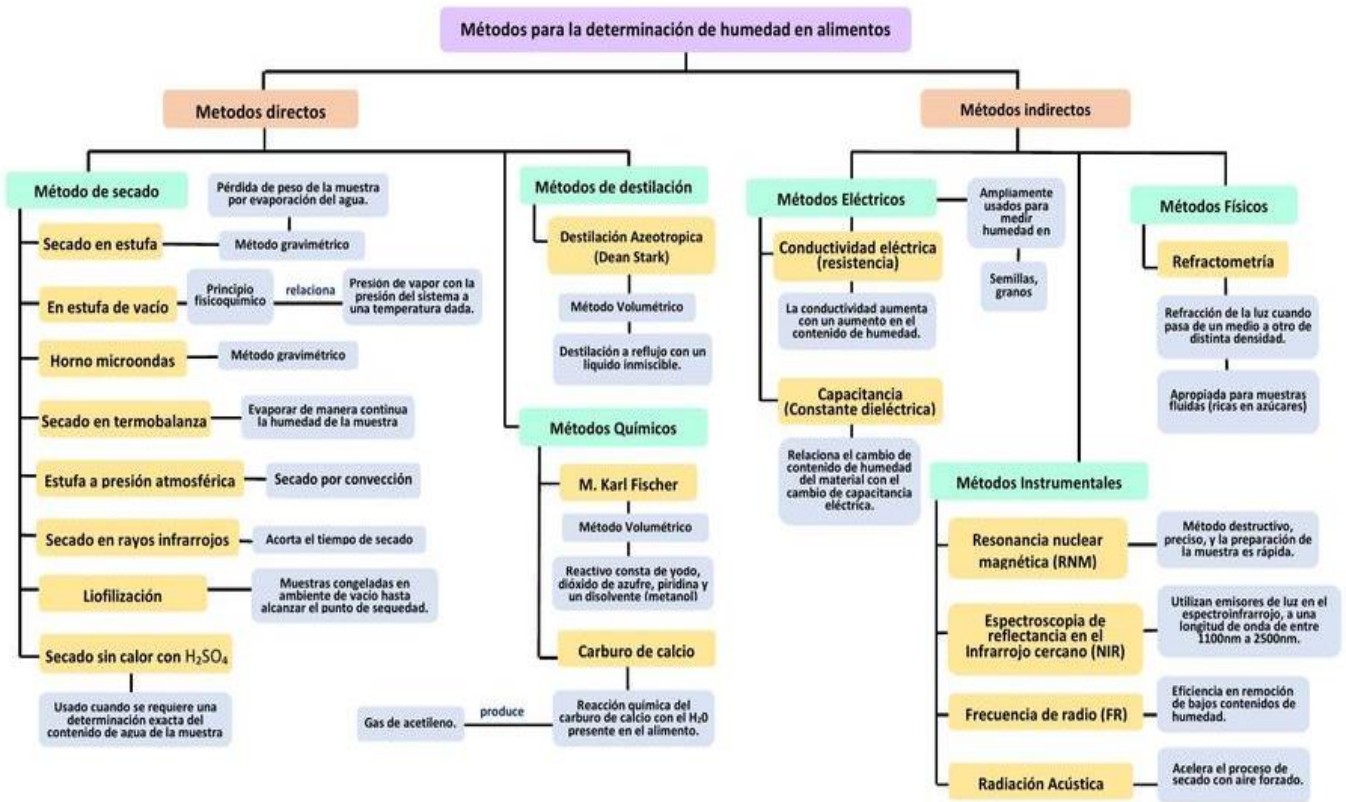 Métodos para la determinación de humedad en alimentos
Metodos directos
Método de secado
Pérdida de peso de la muestra
por evaporación del agua.
Secado en estufa
Método gravimétrico
En estufa de vacío
Principio
fisicoquímico
relaciona
Presión de vapor con la
presión del sistema a
una temperatura dada.
Horno microondas
Método gravimétrico
Secado en termobalanza
Evaporar de manera continua
la humedad de la muestra
Estufa a presión atmosférica
Secado por convección
Secado en rayos infrarrojos
Acorta el tiempo de secado
Liofilización
Muestras congeladas en
ambiente de vacio hasta
alcanzar el punto de sequedad.
Secado sin calor con H₂SO₄
Usado cuando se requiere una
determinación exacta del
contenido de agua de la muestra
Métodos de destilación
Destilación Azeotropica
(Dean Stark)
Método Volumétrico
Destilación a reflujo con un
líquido inmiscible.
Métodos Químicos
M. Karl Fischer
Método Volumétrico
Reactivo consta de yodo,
dióxido de azufre, piridina y
un disolvente (metanol)
Carburo de calcio
Reacción química del
carburo de calcio con el H₂0
presente en el alimento.
produce
Gas de acetileno.
Métodos indirectos
Métodos Eléctricos
Ampliamente
usados para
medir
humedad en
Semillas,
granos
Conductividad eléctrica
(resistencia)
La conductividad aumenta
con un aumento en el
contenido de humedad.
Capacitancia
(Constante dieléctrica)
Relaciona el cambio de
contenido de humedad
del material con el
cambio de capacitancia
eléctrica.
Métodos Físicos
Refractometría
Refracción de la luz cuando
pasa de un medio a otro de
distinta densidad.
Apropiada para muestras
fluidas (ricas en azúcares)
Métodos Instrumentales
Resonancia nuclear
magnética (RNM)
Método destructivo,
preciso, y la preparación de
la muestra es rápida.
Espectroscopia de
reflectancia en el
Infrarrojo cercano (NIR)
Utilizan emisores de luz en el
espectroinfrarrojo, a una
longitud de onda de entre
1100nm a 2500nm.
Frecuencia de radio (FR)
Eficiencia en remoción
de bajos contenidos de
humedad.
Radiación Acústica
Acelera el proceso de
secado con aire forzado.